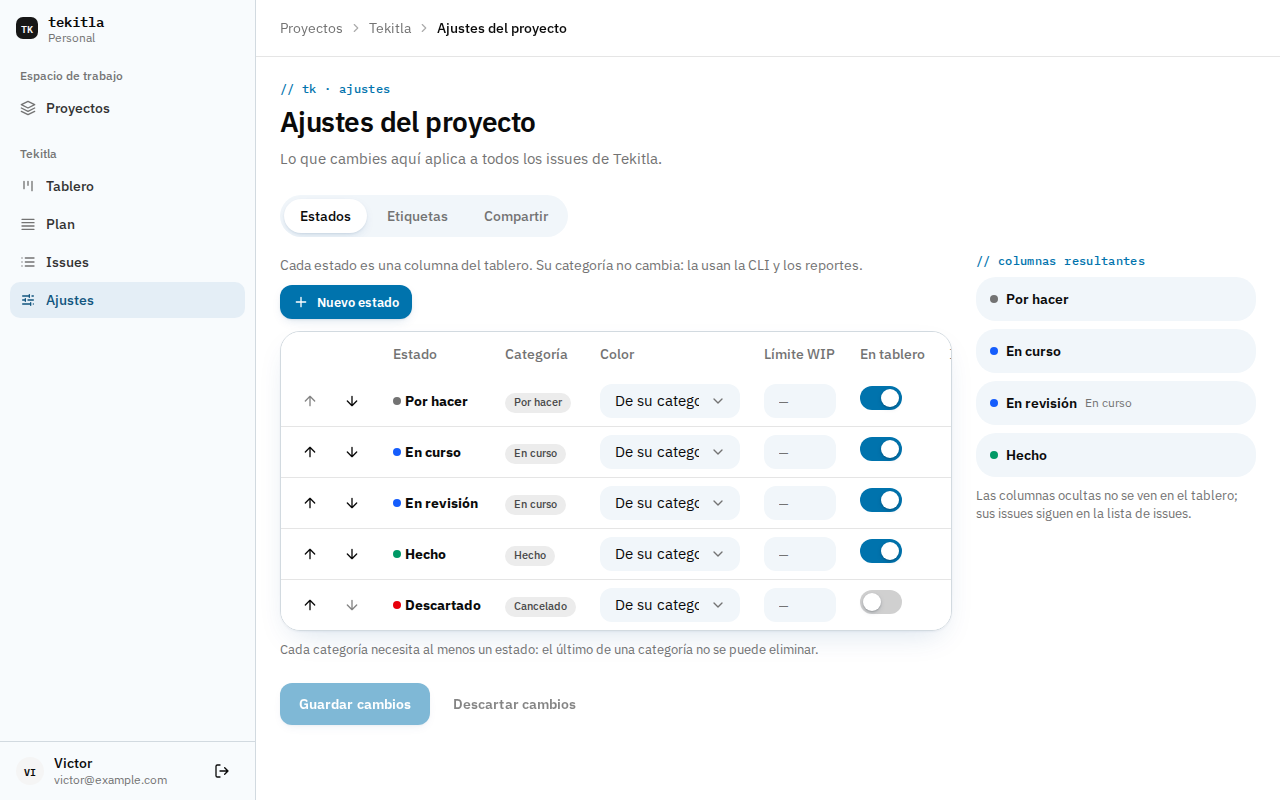 TK
tekitla
Personal
Espacio de trabajo
Proyectos
Tekitla
Tablero
Plan
Issues
Ajustes
VI
Victor
victor@example.com
Proyectos > Tekitla > Ajustes del proyecto
// tk · ajustes
Ajustes del proyecto
Lo que cambies aquí aplica a todos los issues de Tekitla.
Estados Etiquetas Compartir
Cada estado es una columna del tablero. Su categoría no cambia: la usan la CLI y los reportes.
Nuevo estado
Estado Categoría Color Límite WIP En tablero
Por hacer Por hacer De su catego —
En curso En curso De su catego —
En revisión En curso De su catego —
Hecho Hecho De su catego —
Descartado Cancelado De su catego —
Cada categoría necesita al menos un estado: el último de una categoría no se puede eliminar.
Guardar cambios Descartar cambios
// columnas resultantes
Por hacer
En curso
En revisión En curso
Hecho
Las columnas ocultas no se ven en el tablero;
sus issues siguen en la lista de issues.